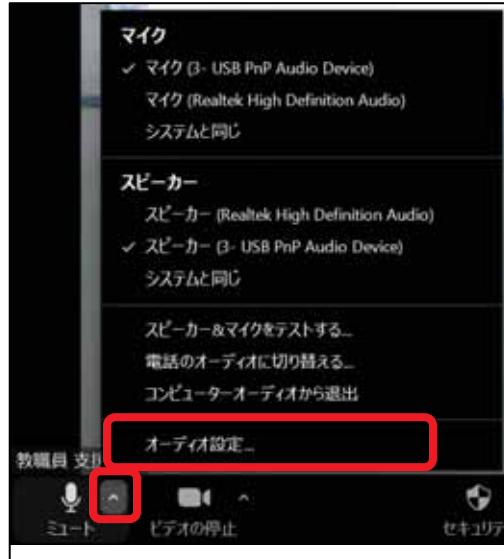 マイク
マイク (3- USB PnP Audio Device)
マイク (Realtek High Definition Audio)
システムと同じ
スピーカー
スピーカー (Realtek High Definition Audio)
スピーカー (3- USB PnP Audio Device)
システムと同じ
スピーカー&マイクをテストする...
電話のオーディオに切り替える...
コンピューターオーディオから退出
オーディオ設定...
教職員 支援
ミュート
ビデオの停止
セキュリテ